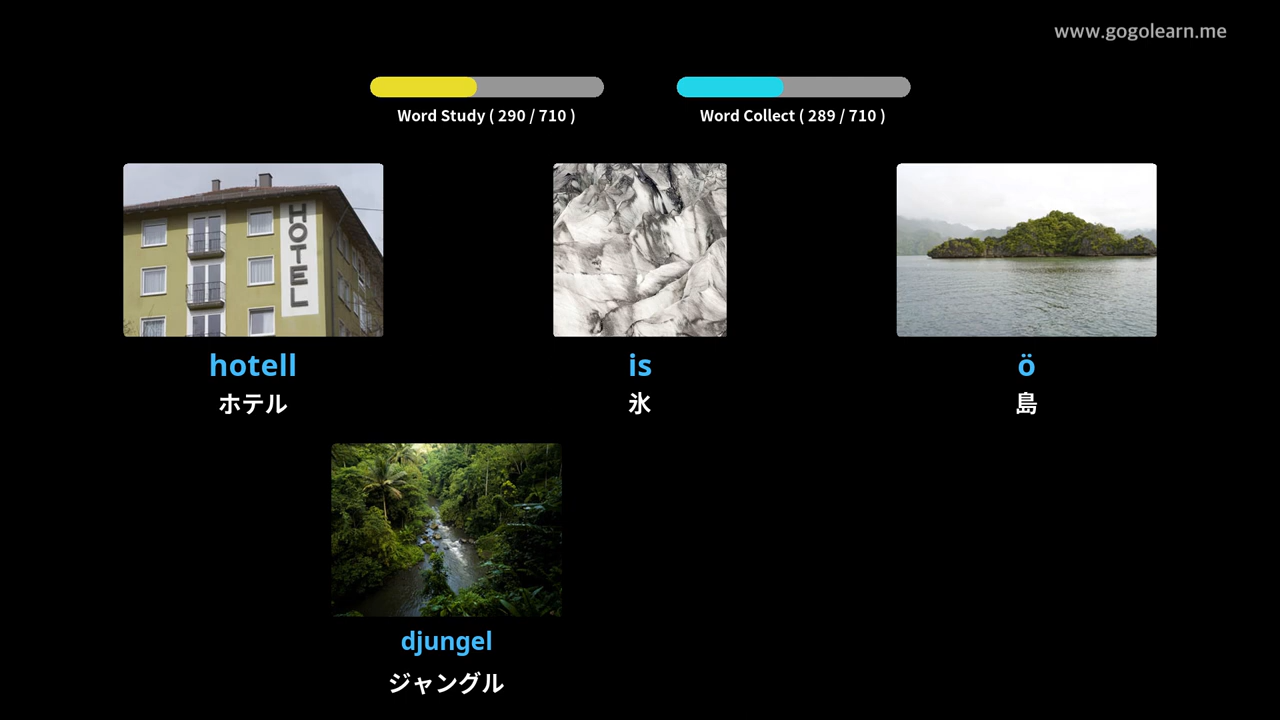 www.gogolearn.me
Word Study ( 290 / 710 )
Word Collect ( 289 / 710 )
HOTEL
hotell
ホテル
is
氷
ö
島
djungel
ジャングル